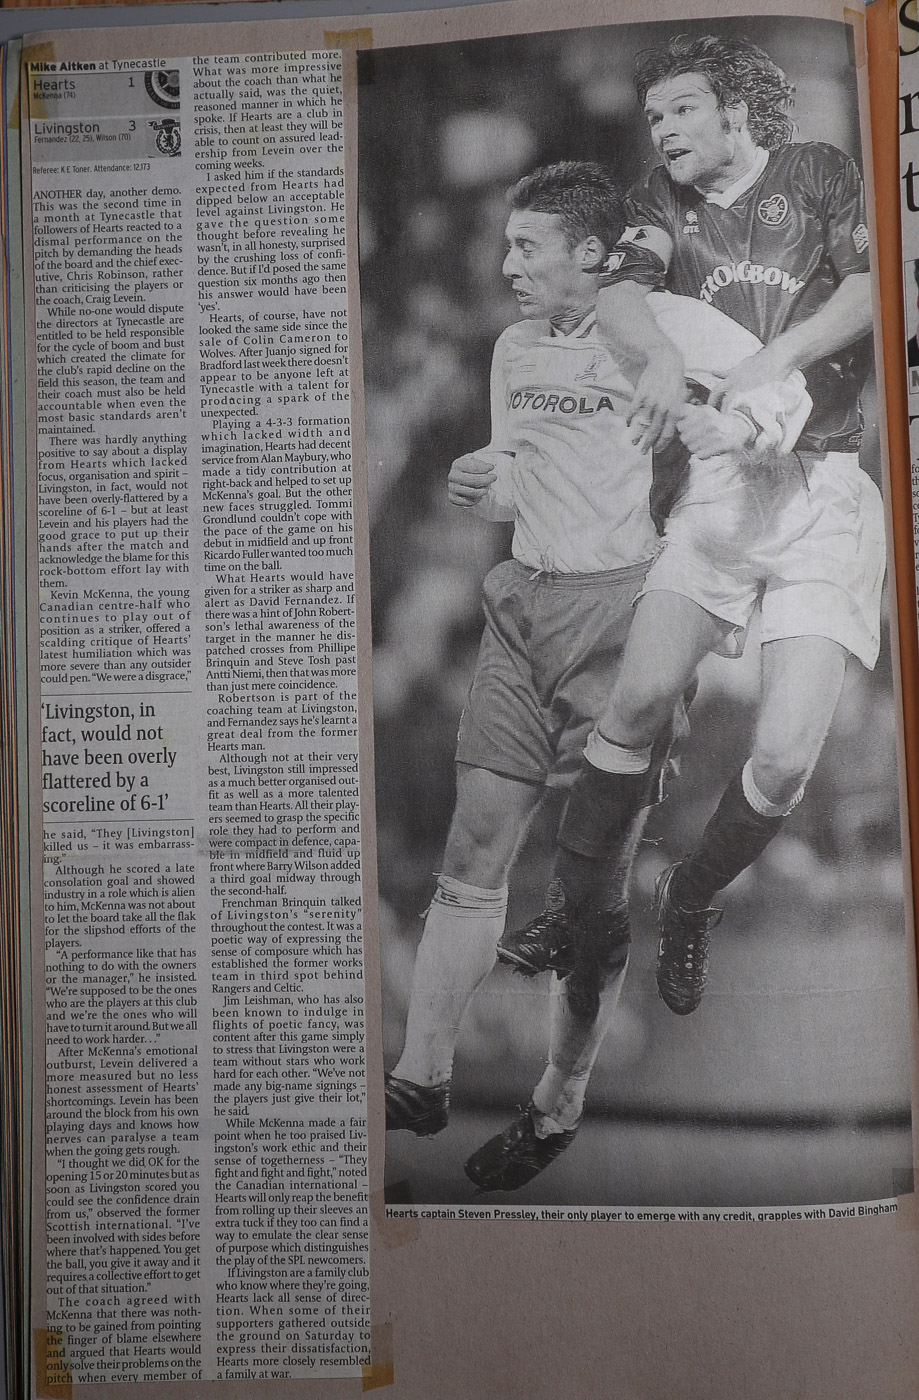 Mike Aitken at Tynecastle
Hearts 1
McKenna (74)
Livingston 3
Fernandez (22, 25), Wilson (70)
Referee: K E Toner. Attendance: 12,173
ANOTHER day, another demo.
This was the second time in
a month at Tynecastle that
followers of Hearts reacted to a
dismal performance on the
pitch by demanding the heads
of the board and the chief exec-
utive, Chris Robinson, rather
than criticising the players or
the coach, Craig Levein.
While no-one would dispute
the directors at Tynecastle are
entitled to be held responsible
for the cycle of boom and bust
which created the climate for
the club's rapid decline on the
field this season, the team and
their coach must also be held
accountable when even the
most basic standards aren't
maintained.
There was hardly anything
positive to say about a display
from Hearts which lacked
focus, organisation and spirit –
Livingston, in fact, would not
have been overly-flattered by a
scoreline of 6-1 – but at least
Levein and his players had the
good grace to put up their
hands after the match and
acknowledge the blame for this
rock-bottom effort lay with
them.
Kevin McKenna, the young
Canadian centre-half who
continues to play out of
position as a striker, offered a
scalding critique of Hearts'
latest humiliation which was
more severe than any outsider
could pen. "We were a disgrace,"
'Livingston, in
fact, would not
have been overly
flattered by a
scoreline of 6-1'
he said, "They [Livingston]
killed us – it was embarrass-
ing."
Although he scored a late
consolation goal and showed
industry in a role which is alien
to him, McKenna was not about
to let the board take all the flak
for the slipshod efforts of the
players.
"A performance like that has
nothing to do with the owners
or the manager," he insisted.
"We're supposed to be the ones
who are the players at this club
and we're the ones who will
have to turn it around. But we all
need to work harder. . ."
After McKenna's emotional
outburst, Levein delivered a
more measured but no less
honest assessment of Hearts'
shortcomings. Levein has been
around the block from his own
playing days and knows how
nerves can paralyse a team
when the going gets rough.
"I thought we did OK for the
opening 15 or 20 minutes but as
soon as Livingston scored you
could see the confidence drain
from us," observed the former
Scottish international. "I've
been involved with sides before
where that's happened. You get
the ball, you give it away and it
requires a collective effort to get
out of that situation."
The coach agreed with
McKenna that there was noth-
ing to be gained from pointing
the finger of blame elsewhere
and argued that Hearts would
only solve their problems on the
pitch when every member of
the team contributed more.
What was more impressive
about the coach than what he
actually said, was the quiet,
reasoned manner in which he
spoke. If Hearts are a club in
crisis, then at least they will be
able to count on assured lead-
ership from Levein over the
coming weeks.
I asked him if the standards
expected from Hearts had
dipped below an acceptable
level against Livingston. He
gave the question some
thought before revealing he
wasn't, in all honesty, surprised
by the crushing loss of confi-
dence. But if I'd posed the same
question six months ago then
his answer would have been
'yes'.
Hearts, of course, have not
looked the same side since the
sale of Colin Cameron to
Wolves. After Juanjo signed for
Bradford last week there doesn't
appear to be anyone left at
Tynecastle with a talent for
producing a spark of the
unexpected.
Playing a 4-3-3 formation
which lacked width and
imagination, Hearts had decent
service from Alan Maybury, who
made a tidy contribution at
right-back and helped to set up
McKenna's goal. But the other
new faces struggled. Tommi
Gronlund couldn't cope with
the pace of the game on his
debut in midfield and up front
Ricardo Fuller wanted too much
time on the ball.
What Hearts would have
given for a striker as sharp and
alert as David Fernandez. If
there was a hint of John Robert-
son's lethal awareness of the
target in the manner he dis-
patched crosses from Phillipe
Brinquin and Steve Tosh past
Antti Niemi, then that was more
than just mere coincidence.
Robertson is part of the
coaching team at Livingston,
and Fernandez says he's learnt a
great deal from the former
Hearts man.
Although not at their very
best, Livingston still impressed
as a much better organised out-
fit as well as a more talented
team than Hearts. All their play-
ers seemed to grasp the specific
role they had to perform and
were compact in defence, capa-
ble in midfield and fluid up
front where Barry Wilson added
a third goal midway through
the second-half.
Frenchman Brinquin talked
of Livingston's "serenity"
throughout the contest. It was a
poetic way of expressing the
sense of composure which has
established the former works
team in third spot behind
Rangers and Celtic.
Jim Leishman, who has also
been known to indulge in
flights of poetic fancy, was
content after this game simply
to stress that Livingston were a
team without stars who work
hard for each other. "We've not
made any big-name signings –
the players just give their lot,"
he said.
While McKenna made a fair
point when he too praised Liv-
ingston's work ethic and their
sense of togetherness – "They
fight and fight and fight," noted
the Canadian international –
Hearts will only reap the benefit
from rolling up their sleeves an
extra tuck if they too can find a
way to emulate the clear sense
of purpose which distinguishes
the play of the SPL newcomers.
If Livingston are a family club
who know where they're going,
Hearts lack all sense of direc-
tion. When some of their
supporters gathered outside
the ground on Saturday to
express their dissatisfaction,
Hearts more closely resembled
a family at war.
STRONGBOW
MOTOROLA
Hearts captain Steven Pressley, their only player to emerge with any credit, grapples with David Bingham